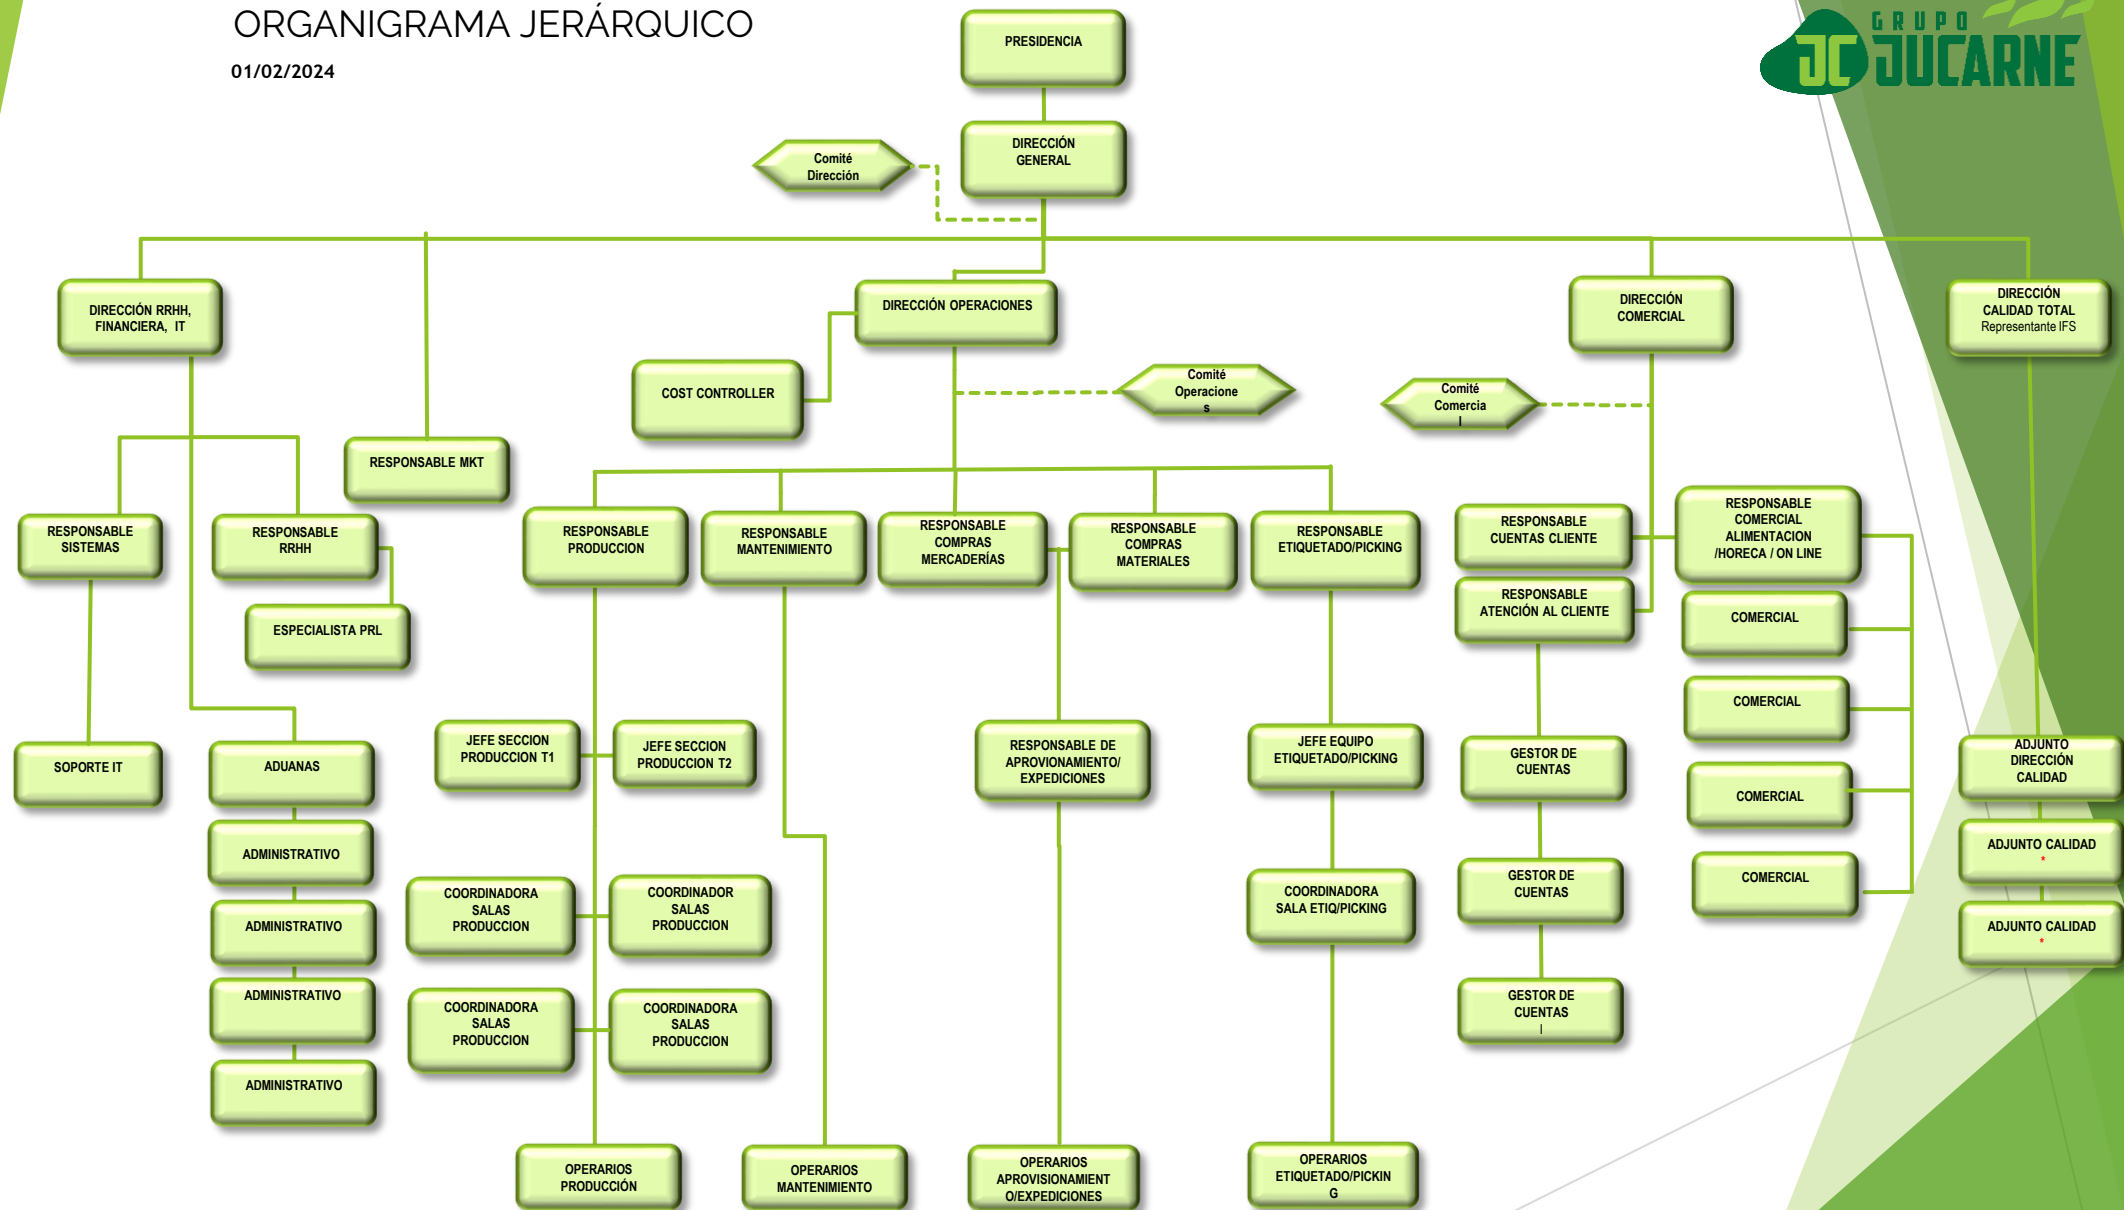 ORGANIGRAMA JERÁRQUICO
01/02/2024
GRUPO
JC JUCARNE
PRESIDENCIA
DIRECCIÓN
GENERAL
Comité
Dirección
DIRECCIÓN RRHH,
FINANCIERA, IT
DIRECCIÓN OPERACIONES
DIRECCIÓN
COMERCIAL
DIRECCIÓN
CALIDAD TOTAL
Representante IFS
COST CONTROLLER
Comité
Operacione
s
Comité
Comercia
l
RESPONSABLE MKT
RESPONSABLE
SISTEMAS
RESPONSABLE
RRHH
ESPECIALISTA PRL
RESPONSABLE
PRODUCCION
RESPONSABLE
MANTENIMIENTO
RESPONSABLE
COMPRAS
MERCADERÍAS
RESPONSABLE
COMPRAS
MATERIALES
RESPONSABLE
ETIQUETADO/PICKING
RESPONSABLE
CUENTAS CLIENTE
RESPONSABLE
COMERCIAL
ALIMENTACION
/HORECA / ON LINE
RESPONSABLE
ATENCIÓN AL CLIENTE
COMERCIAL
COMERCIAL
COMERCIAL
COMERCIAL
SOPORTE IT
ADUANAS
ADMINISTRATIVO
ADMINISTRATIVO
ADMINISTRATIVO
ADMINISTRATIVO
JEFE SECCION
PRODUCCION T1
JEFE SECCION
PRODUCCION T2
COORDINADORA
SALAS
PRODUCCION
COORDINADOR
SALAS
PRODUCCION
COORDINADORA
SALAS
PRODUCCION
COORDINADORA
SALAS
PRODUCCION
RESPONSABLE DE
APROVIONAMIENTO/
EXPEDICIONES
JEFE EQUIPO
ETIQUETADO/PICKING
COORDINADORA
SALA ETIQ/PICKING
GESTOR DE
CUENTAS
GESTOR DE
CUENTAS
GESTOR DE
CUENTAS
l
ADJUNTO
DIRECCIÓN
CALIDAD
ADJUNTO CALIDAD
*
ADJUNTO CALIDAD
*
OPERARIOS
PRODUCCIÓN
OPERARIOS
MANTENIMIENTO
OPERARIOS
APROVISIONAMIENT
O/EXPEDICIONES
OPERARIOS
ETIQUETADO/PICKIN
G